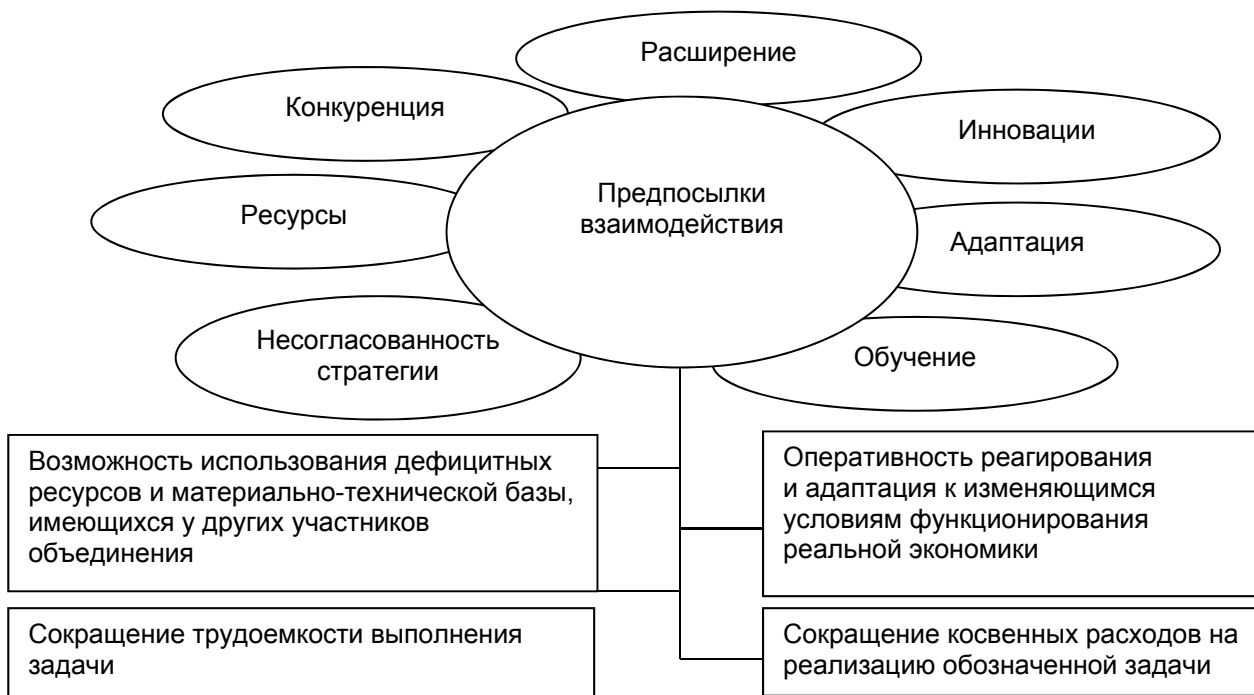 Расширение
Конкуренция
Инновации
Предпосылки
взаимодействия
Ресурсы
Адаптация
Несогласованность
стратегии
Обучение
Возможность использования дефицитных
ресурсов и материально-технической базы,
имеющихся у других участников
объединения
Оперативность реагирования
и адаптация к изменяющимся
условиям функционирования
реальной экономики
Сокращение трудоемкости выполнения
задачи
Сокращение косвенных расходов на
реализацию обозначенной задачи